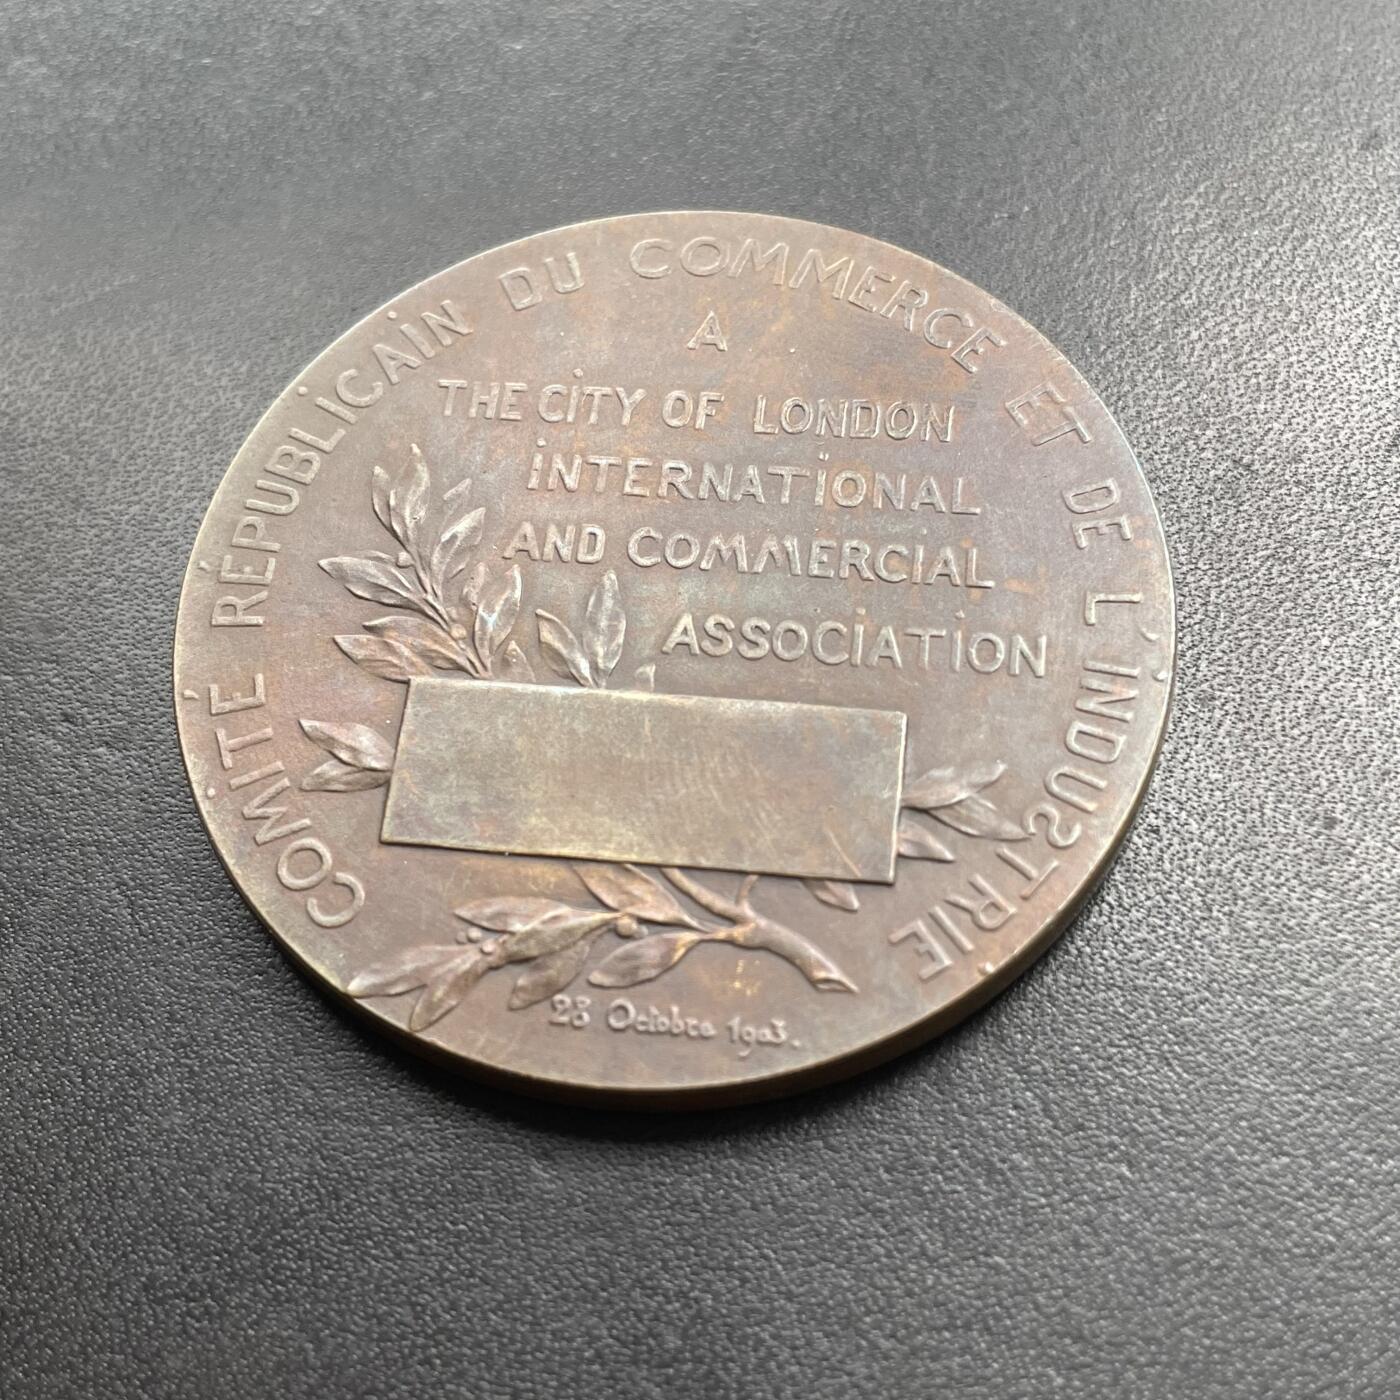 COMITÉ RÉPUBLICAIN DU COMMERCE ET DE L'INDUSTRIE
A
THE CITY OF LONDON
INTERNATIONAL
AND COMMERCIAL
ASSOCIATION
23 Octobre 1903.